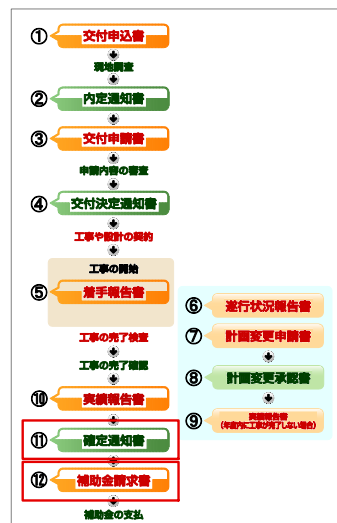 ① 交付申込書
現地調査
② 内定通知書
③ 交付申請書
申請内容の審査
④ 交付決定通知書
工事や設計の契約
工事の開始
⑤ 着手報告書
工事の完了検査
工事の完了確認
⑩ 実績報告書
⑪ 確定通知書
⑫ 補助金請求書
補助金の支払
⑥ 遂行状況報告書
⑦ 計画変更申請書
⑧ 計画変更承認書
⑨ 実績報告書
(年度内に工事が完了しない場合)